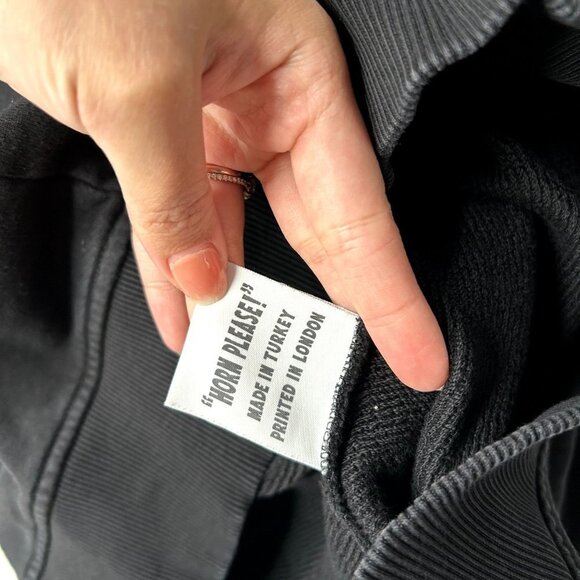 "HORN PLEASE!"
MADE IN TURKEY
PRINTED IN LONDON